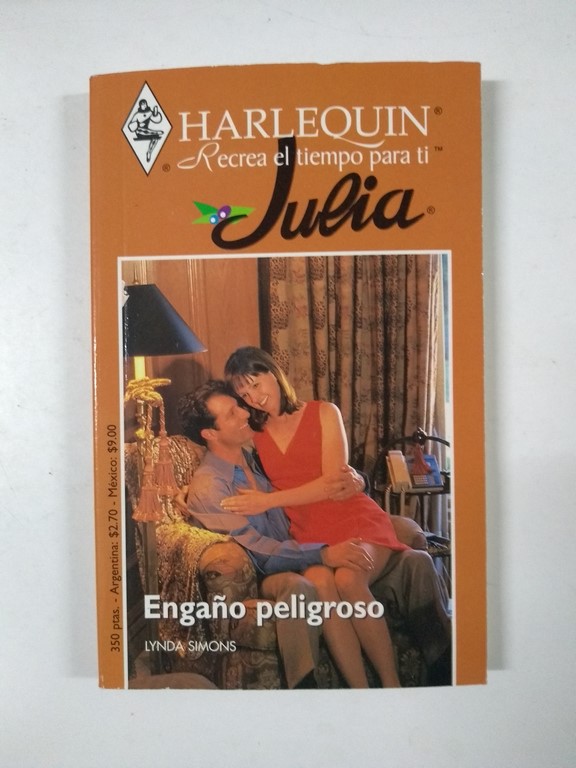 HARLEQUIN®
Recrea el tiempo para ti™
Julia®
®
350 ptas. - Argentina: $2.70 - México: $9.00
Engaño peligroso
LYNDA SIMONS